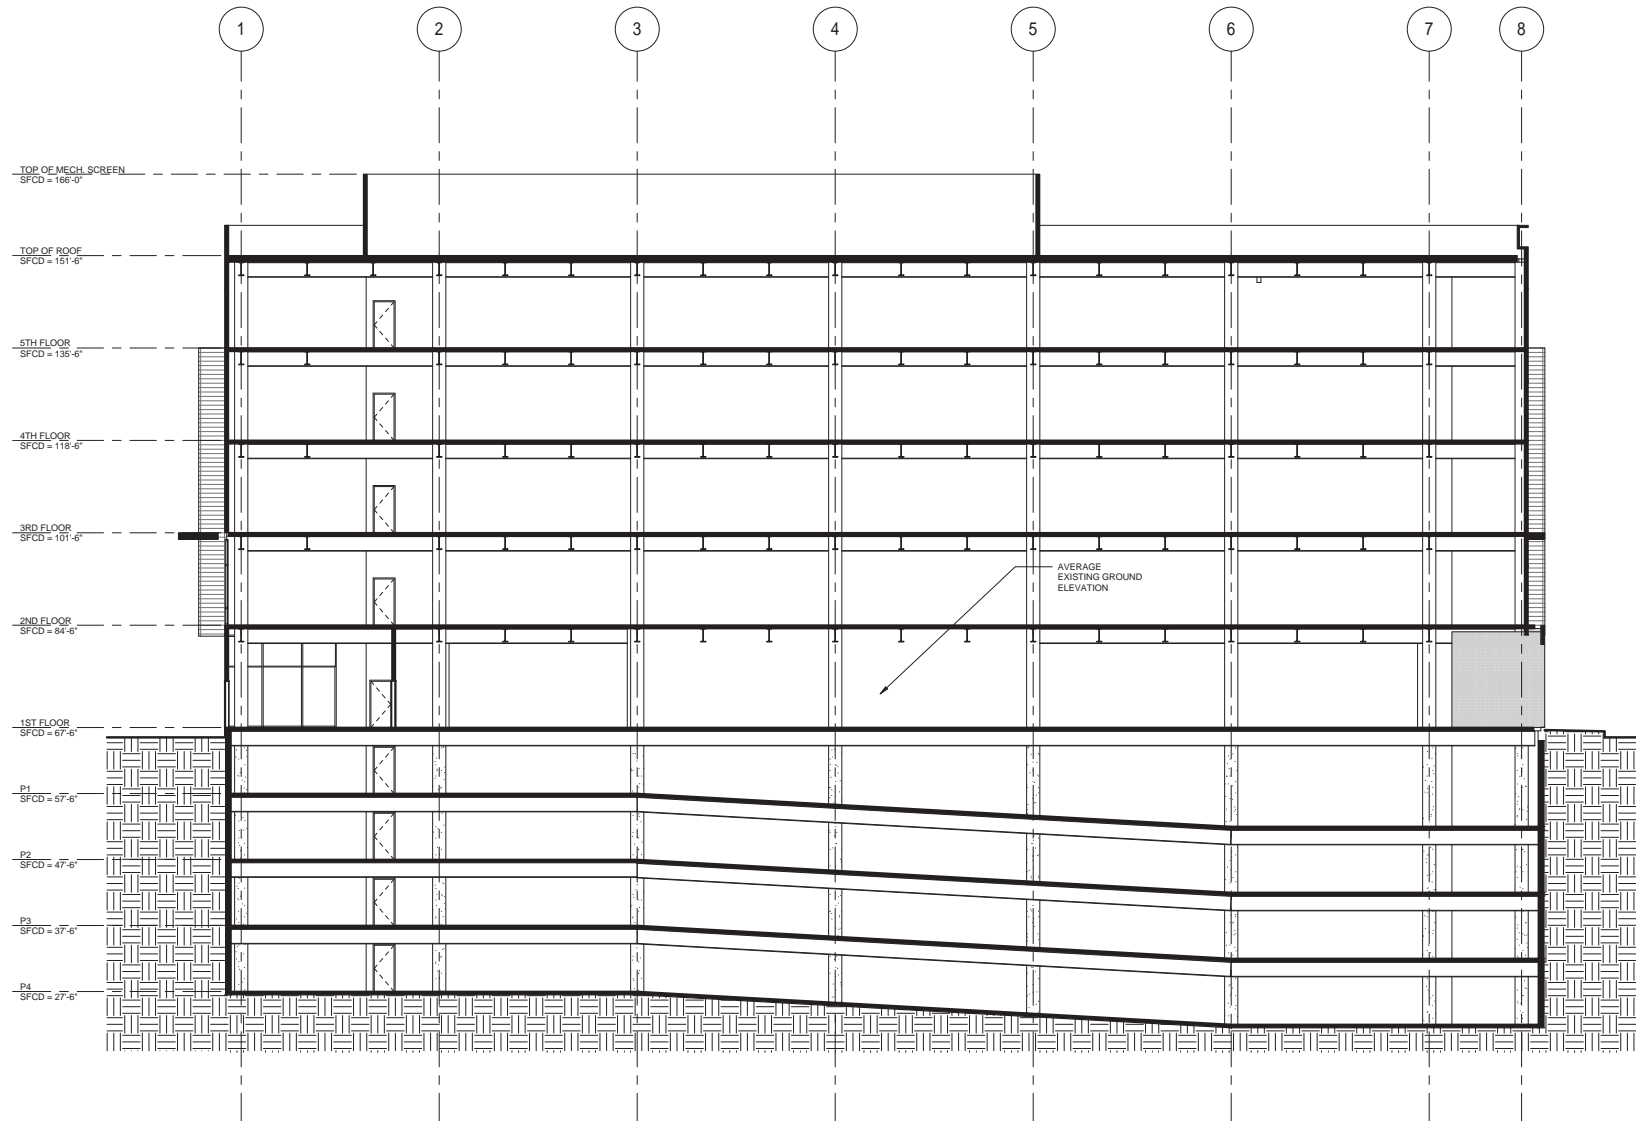 1 2 3 4 5 6 7 8
TOP OF MECH. SCREEN
SFCD = 166'-0"
TOP OF ROOF
SFCD = 151'-6"
5TH FLOOR
SFCD = 135'-6"
4TH FLOOR
SFCD = 118'-6"
3RD FLOOR
SFCD = 101'-6"
AVERAGE
EXISTING GROUND
ELEVATION
2ND FLOOR
SFCD = 84'-6"
1ST FLOOR
SFCD = 67'-6"
P1
SFCD = 57'-6"
P2
SFCD = 47'-6"
P3
SFCD = 37'-6"
P4
SFCD = 27'-6"